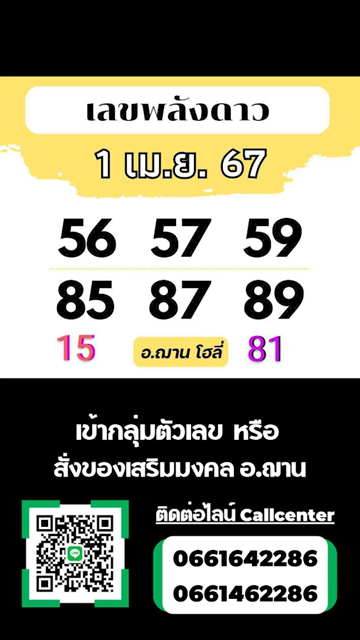 เลขพลังดาว
1 เม.ย. 67
56 57 59
85 87 89
15 อ.ฌาน โฮลี่ 81
เข้ากลุ่มตัวเลข หรือ
สั่งของเสริมมงคล อ.ฌาน
ติดต่อไลน์ Callcenter
0661642286
0661462286